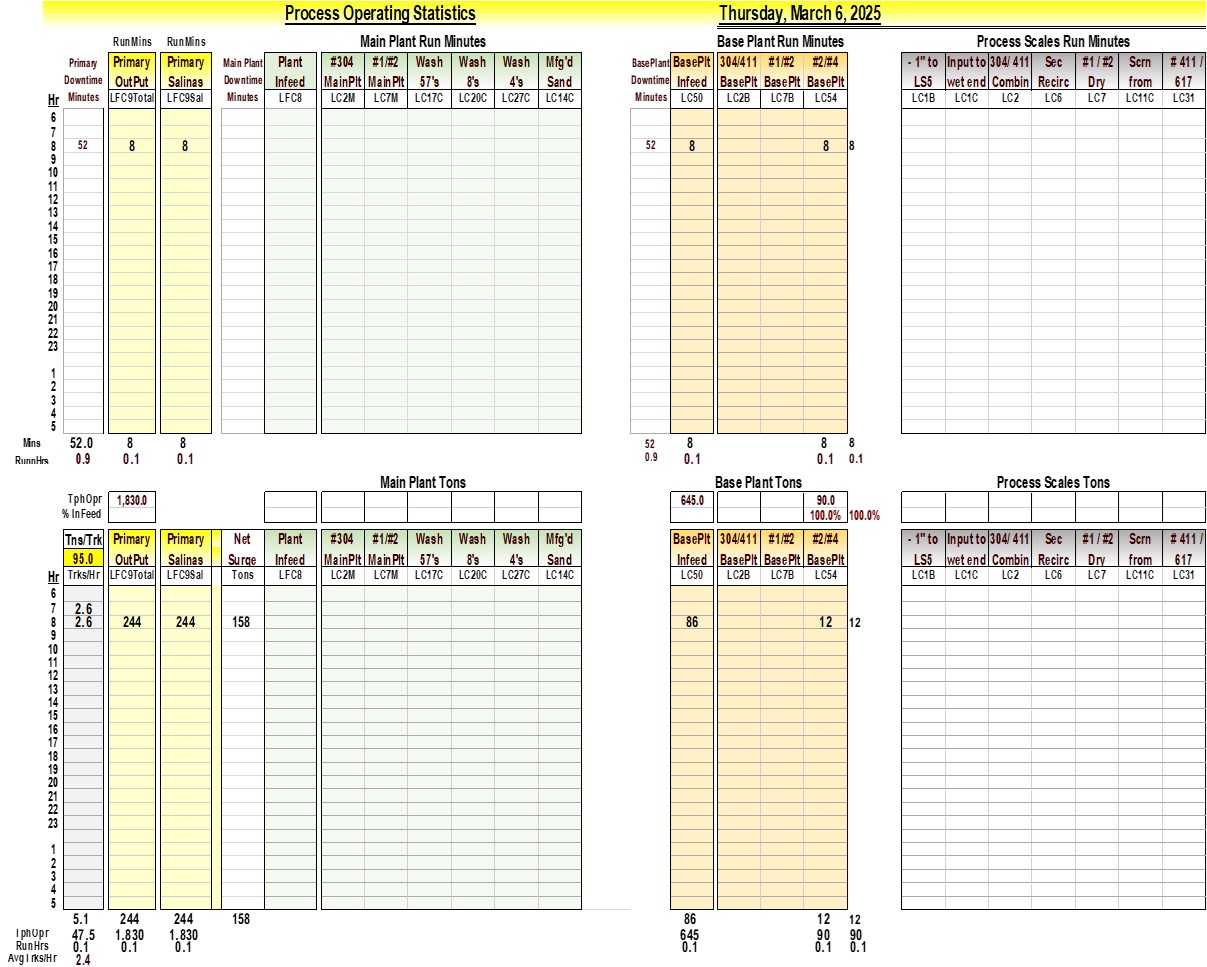 Process Operating Statistics Thursday, March 6, 2025
RunMins RunMins Main Plant Run Minutes Base Plant Run Minutes Process Scales Run Minutes
Primary Primary Primary Main Plant Plant #304 #1/#2 Wash Wash Wash Mfg'd BasePlant BasePlt 304/411 #1/#2 #2/#4 - 1" to Input to 304/ 411 Sec #1 / #2 Scrn # 411 /
Downtime OutPut Salinas Downtime Infeed MainPlt MainPlt 57's 8's 4's Sand Downtime Infeed BasePlt BasePlt BasePlt LS5 wet end Combin Recirc Dry from 617
Hr Minutes LFC9Total LFC9Sal Minutes LFC8 LC2M LC7M LC17C LC20C LC27C LC14C Minutes LC50 LC2B LC7B LC54 LC1B LC1C LC2 LC6 LC7 LC11C LC31
6
7
8 52 8 8 52 8 8 8
9
10
11
12
13
14
15
16
17
18
19
20
21
22
23
1
2
3
4
5
Mins 52.0 8 8 52 8 8 8
RunnHrs 0.9 0.1 0.1 0.9 0.1 0.1 0.1
Main Plant Tons Base Plant Tons Process Scales Tons
TphOpr 1,830.0 645.0 90.0
% InFeed 100.0% 100.0%
Tns/Trk Primary Primary Net Plant #304 #1/#2 Wash Wash Wash Mfg'd BasePlt 304/411 #1/#2 #2/#4 - 1" to Input to 304/ 411 Sec #1 / #2 Scrn # 411 /
95.0 OutPut Salinas Surge Infeed MainPlt MainPlt 57's 8's 4's Sand Infeed BasePlt BasePlt BasePlt LS5 wet end Combin Recirc Dry from 617
Hr Trks/Hr LFC9Total LFC9Sal Tons LFC8 LC2M LC7M LC17C LC20C LC27C LC14C LC50 LC2B LC7B LC54 LC1B LC1C LC2 LC6 LC7 LC11C LC31
6
7 2.6
8 2.6 244 244 158 86 12 12
9
10
11
12
13
14
15
16
17
18
19
20
21
22
23
1
2
3
4
5
5.1 244 244 158 86 12 12
TphOpr 47.5 1,830 1,830 645 90 90
RunHrs 0.1 0.1 0.1 0.1 0.1 0.1
AvgTrks/Hr 2.4